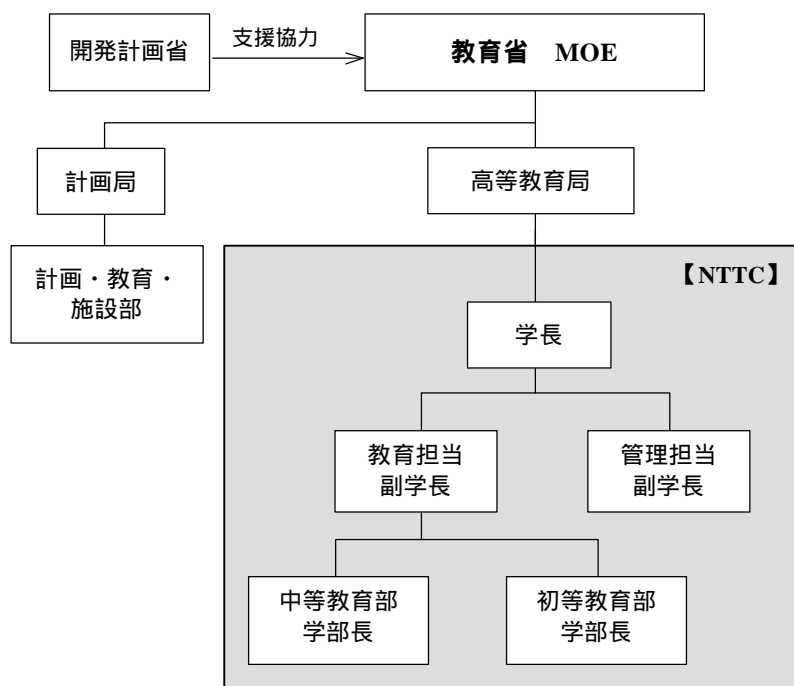 開発計画省
支援協力
教育省 MOE
計画局
高等教育局
計画・教育・
施設部
【NTTC】
学長
教育担当
副学長
管理担当
副学長
中等教育部
学部長
初等教育部
学部長